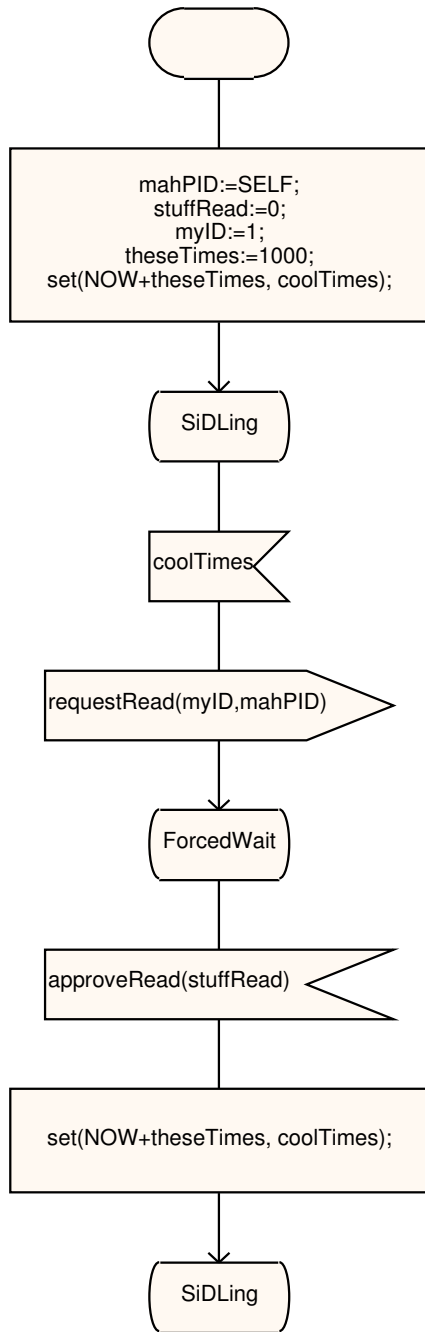 mahPID:=SELF;
stuffRead:=0;
myID:=1;
theseTimes:=1000;
set(NOW+theseTimes, coolTimes);
SiDLing
coolTimes
requestRead(myID,mahPID)
ForcedWait
approveRead(stuffRead)
set(NOW+theseTimes, coolTimes);
SiDLing